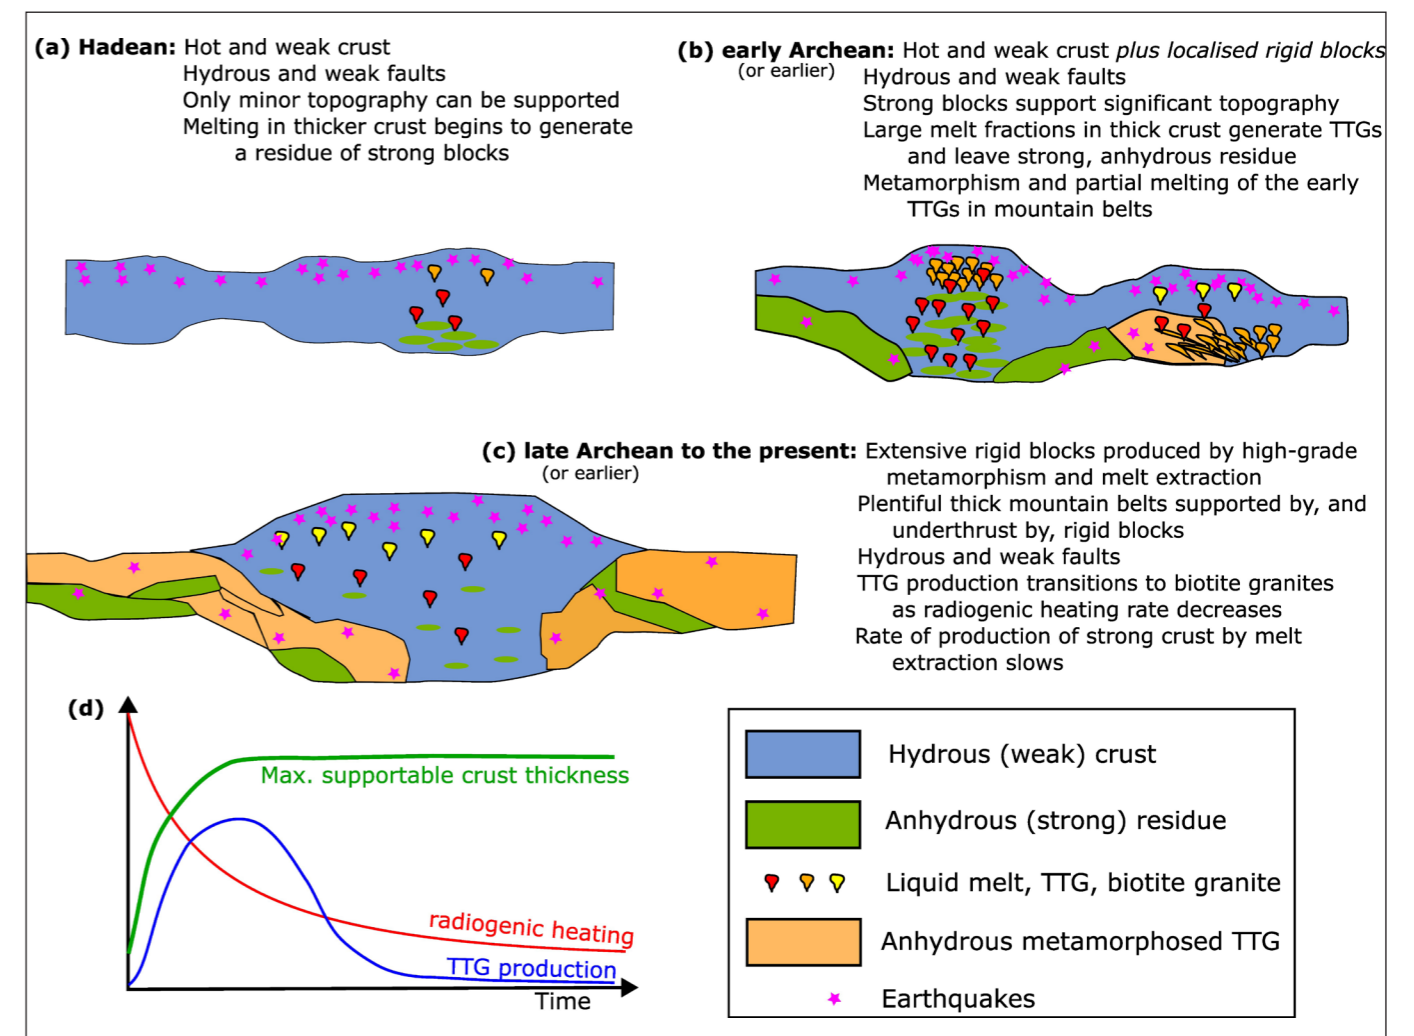 (a) Hadean: Hot and weak crust
Hydrous and weak faults
Only minor topography can be supported
Melting in thicker crust begins to generate
a residue of strong blocks
(b) early Archean: Hot and weak crust plus localised rigid blocks
(or earlier)
Hydrous and weak faults
Strong blocks support significant topography
Large melt fractions in thick crust generate TTGs
and leave strong, anhydrous residue
Metamorphism and partial melting of the early
TTGs in mountain belts
(c) late Archean to the present: Extensive rigid blocks produced by high-grade
(or earlier)
metamorphism and melt extraction
Plentiful thick mountain belts supported by, and
underthrust by, rigid blocks
Hydrous and weak faults
TTG production transitions to biotite granites
as radiogenic heating rate decreases
Rate of production of strong crust by melt
extraction slows
(d)
Max. supportable crust thickness
radiogenic heating
TTG production
Time
Hydrous (weak) crust
Anhydrous (strong) residue
Liquid melt, TTG, biotite granite
Anhydrous metamorphosed TTG
Earthquakes